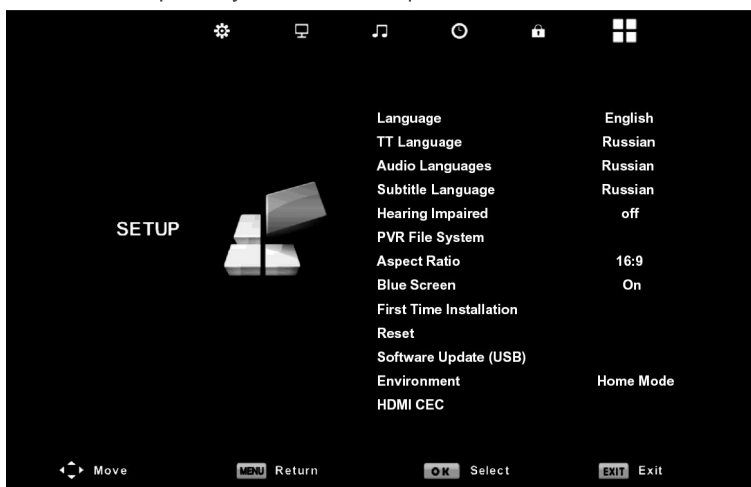 SETUP
Language English
TT Language Russian
Audio Languages Russian
Subtitle Language Russian
Hearing Impaired off
PVR File System
Aspect Ratio 16:9
Blue Screen On
First Time Installation
Reset
Software Update (USB)
Environment Home Mode
HDMI CEC
Move MENU Return OK Select EXIT Exit